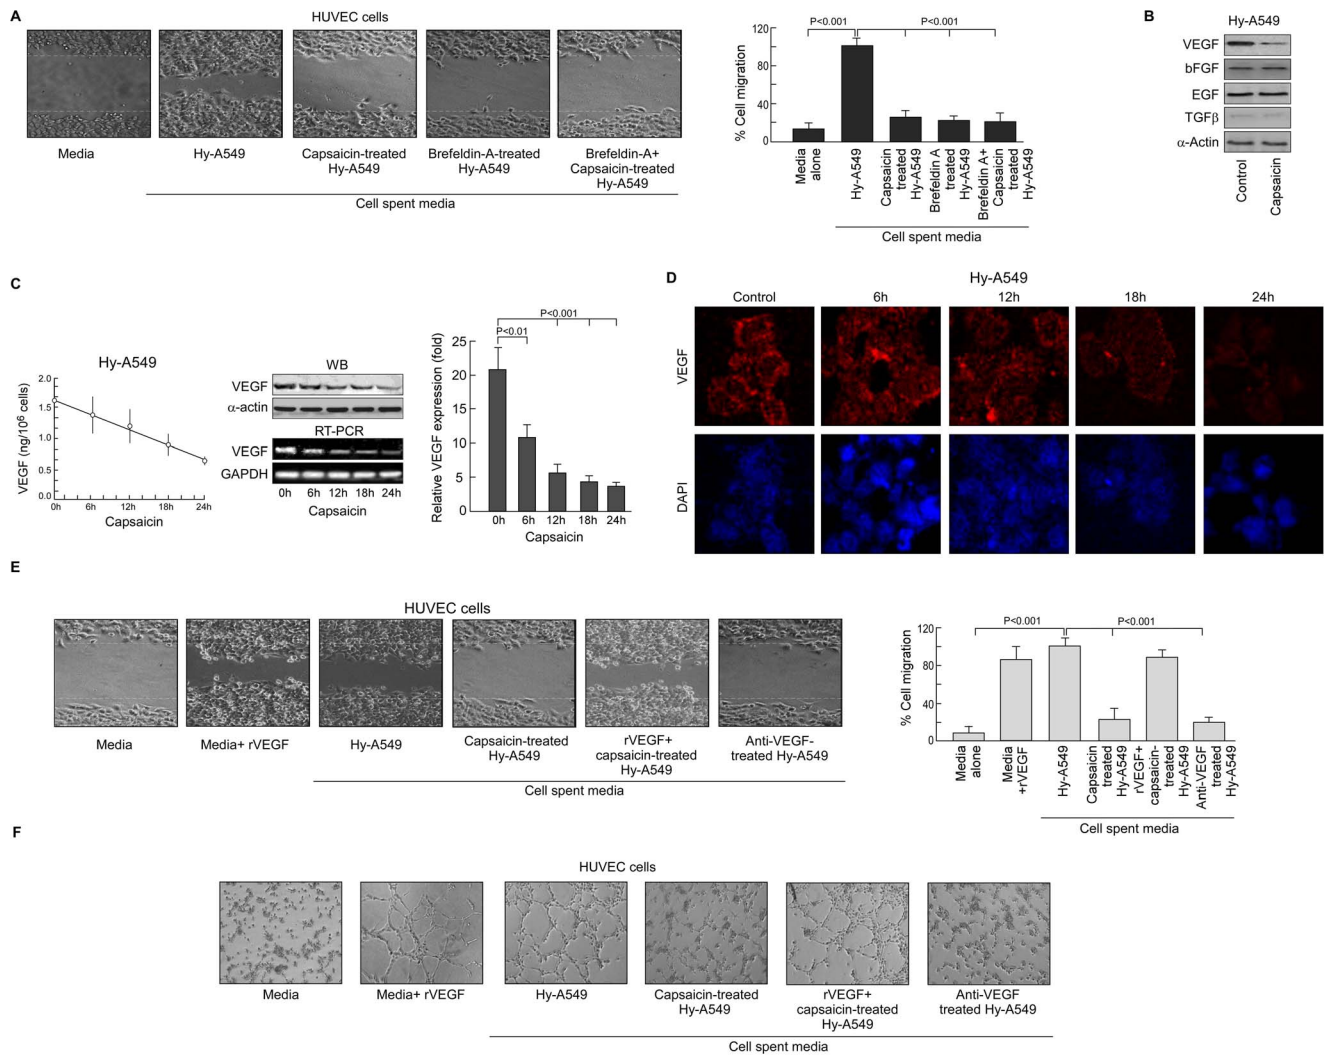 A
HUVEC cells
Media
Hy-A549
Capsaicin-treated
Hy-A549
Brefeldin-A-treated
Hy-A549
Brefeldin-A+
Capsaicin-treated
Hy-A549
Cell spent media
% Cell migration
120
80
40
0
P<0.001
P<0.001
Media
alone
Hy-A549
Capsaicin
treated
Hy-A549
Brefeldin A
treated
Hy-A549
Brefeldin A+
Capsaicin
treated
Hy-A549
Cell spent media
B
Hy-A549
VEGF
bFGF
EGF
TGFβ
α-Actin
Control
Capsaicin
C
Hy-A549
VEGF (ng/10⁶ cells)
2.0
1.5
1.0
0.5
0.0
0h
6h
12h
18h
24h
Capsaicin
WB
VEGF
α-actin
RT-PCR
VEGF
GAPDH
0h 6h 12h 18h 24h
Capsaicin
Relative VEGF expression (fold)
25
20
15
10
5
0
P<0.001
P<0.01
0h 6h 12h 18h 24h
Capsaicin
D
Hy-A549
Control 6h 12h 18h 24h
VEGF
DAPI
E
HUVEC cells
Media
Media+ rVEGF
Hy-A549
Capsaicin-treated
Hy-A549
rVEGF+
capsaicin-treated
Hy-A549
Anti-VEGF-
treated Hy-A549
Cell spent media
% Cell migration
120
80
40
0
P<0.001
P<0.001
Media
alone
Media
+rVEGF
Hy-A549
Capsaicin
treated
Hy-A549
rVEGF+
capsaicin-
treated
Hy-A549
Anti-VEGF
treated
Hy-A549
Cell spent media
F
HUVEC cells
Media
Media+ rVEGF
Hy-A549
Capsaicin-treated
Hy-A549
rVEGF+
capsaicin-treated
Hy-A549
Anti-VEGF
treated Hy-A549
Cell spent media